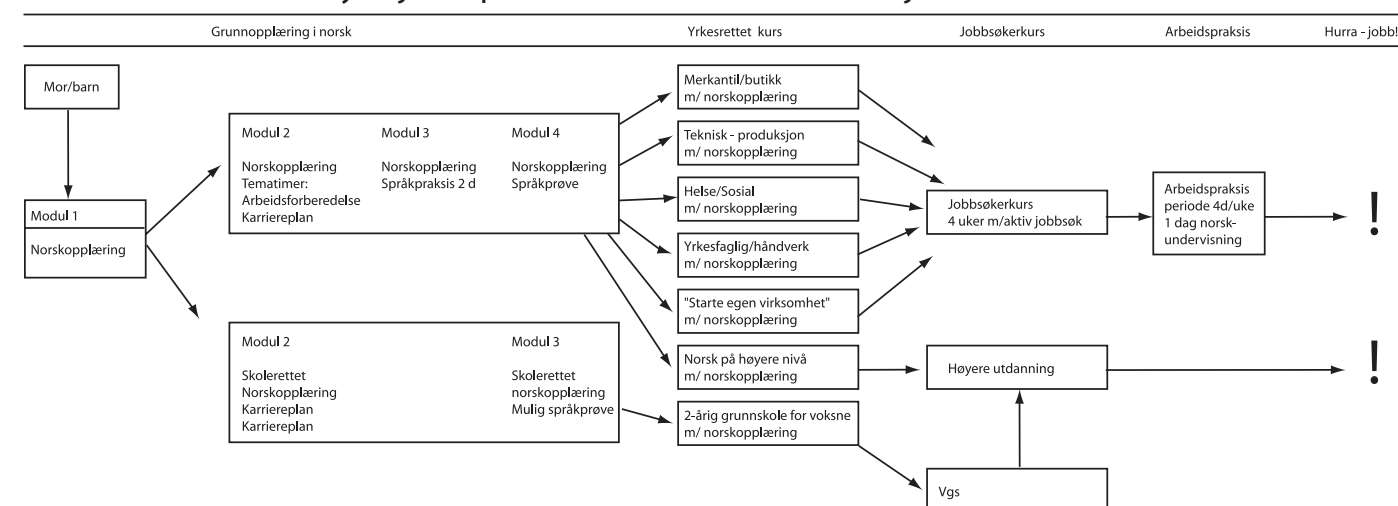 Grunnopplæring i norsk
Yrkesrettet kurs
Jobbsøkerkurs
Arbeidspraksis
Hurra - jobb!
Mor/barn
Modul 1
Norskopplæring
Modul 2
Norskopplæring
Tematimer:
Arbeidsforberedelse
Karriereplan
Modul 3
Norskopplæring
Språkpraksis 2 d
Modul 4
Norskopplæring
Språkprøve
Modul 2
Skolerettet
Norskopplæring
Karriereplan
Karriereplan
Modul 3
Skolerettet
norskopplæring
Mulig språkprøve
Merkantil/butikk
m/ norskopplæring
Teknisk - produksjon
m/ norskopplæring
Helse/Sosial
m/ norskopplæring
Yrkesfaglig/håndverk
m/ norskopplæring
"Starte egen virksomhet"
m/ norskopplæring
Norsk på høyere nivå
m/ norskopplæring
2-årig grunnskole for voksne
m/ norskopplæring
Jobbsøkerkurs
4 uker m/aktiv jobbsøk
Høyere utdanning
Vgs
Arbeidspraksis
periode 4d/uke
1 dag norsk-
undervisning
!
!